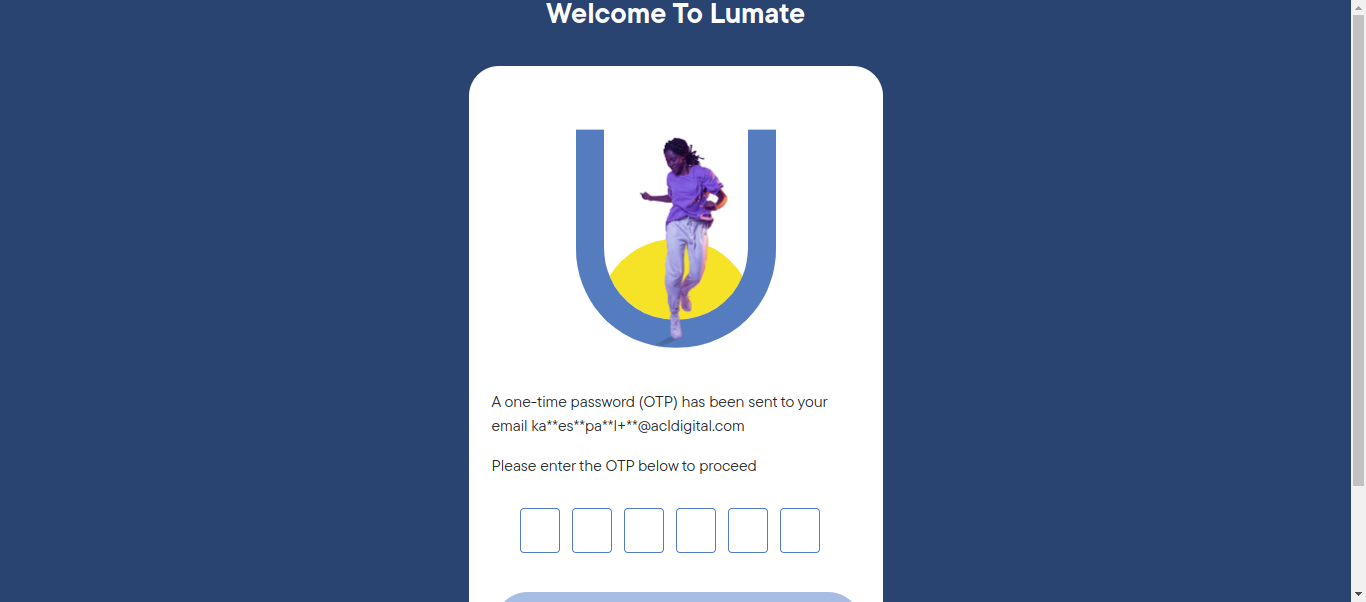 Welcome To Lumate
A one-time password (OTP) has been sent to your
email ka**es**pa**l+**@acldigital.com
Please enter the OTP below to proceed